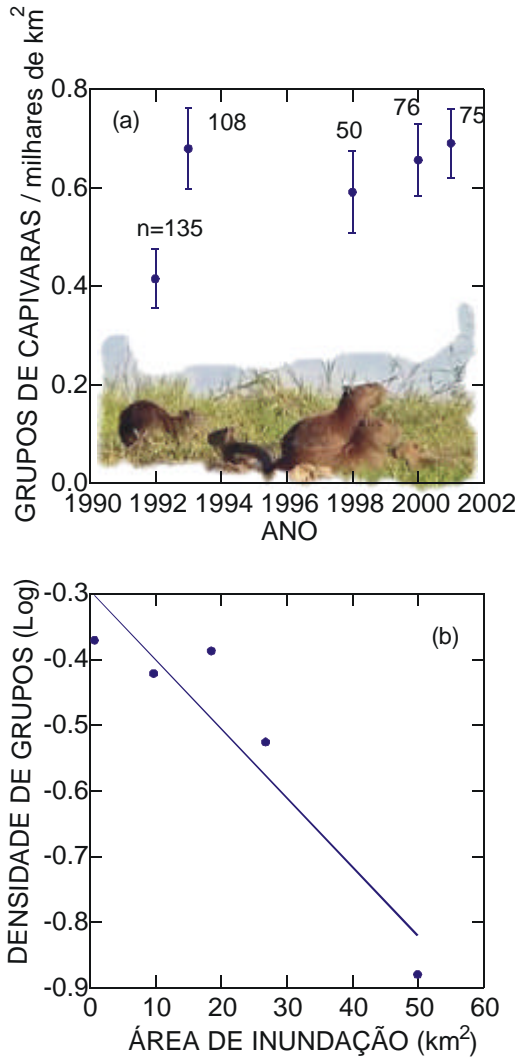 GRUPOS DE CAPIVARAS / milhares de km²
(a)
108
50
76
75
n=135
0.8
0.6
0.4
0.2
0.0
1990 1992 1994 1996 1998 2000 2002
ANO
DENSIDADE DE GRUPOS (Log)
(b)
-0.3
-0.4
-0.5
-0.6
-0.7
-0.8
-0.9
0 10 20 30 40 50 60
ÁREA DE INUNDAÇÃO (km²)